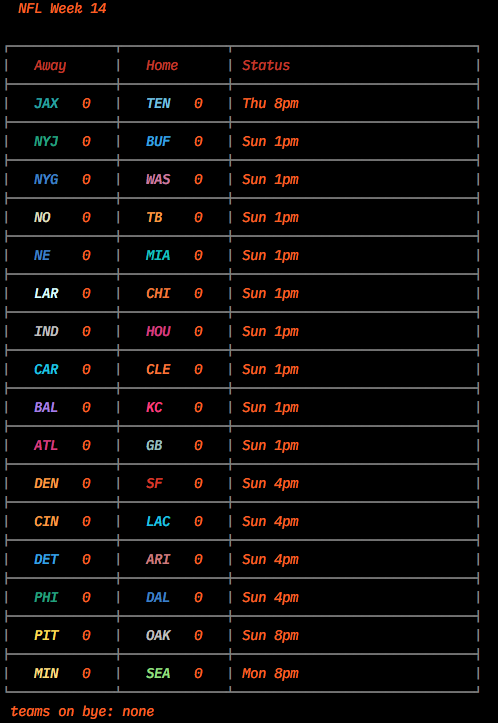 NFL Week 14
Away Home Status
JAX 0 TEN 0 Thu 8pm
NYJ 0 BUF 0 Sun 1pm
NYG 0 WAS 0 Sun 1pm
NO 0 TB 0 Sun 1pm
NE 0 MIA 0 Sun 1pm
LAR 0 CHI 0 Sun 1pm
IND 0 HOU 0 Sun 1pm
CAR 0 CLE 0 Sun 1pm
BAL 0 KC 0 Sun 1pm
ATL 0 GB 0 Sun 1pm
DEN 0 SF 0 Sun 4pm
CIN 0 LAC 0 Sun 4pm
DET 0 ARI 0 Sun 4pm
PHI 0 DAL 0 Sun 4pm
PIT 0 OAK 0 Sun 8pm
MIN 0 SEA 0 Mon 8pm
teams on bye: none